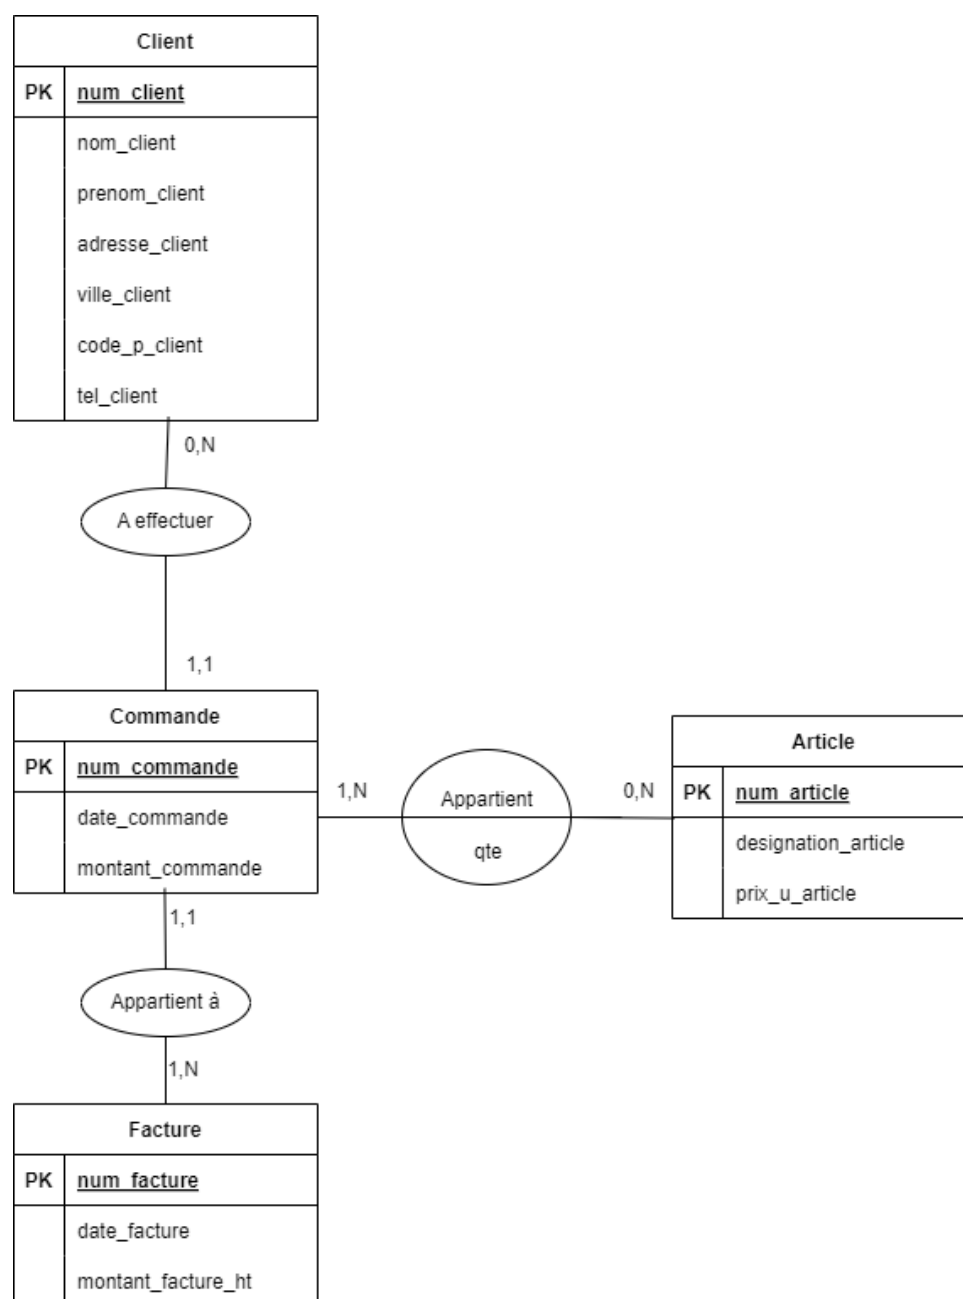 Client
PK num_client
nom_client
prenom_client
adresse_client
ville_client
code_p_client
tel_client
0,N
A effectuer
1,1
Commande
PK num_commande
date_commande
montant_commande
1,N
Appartient
qte
0,N
Article
PK num_article
designation_article
prix_u_article
1,1
Appartient à
1,N
Facture
PK num_facture
date_facture
montant_facture_ht